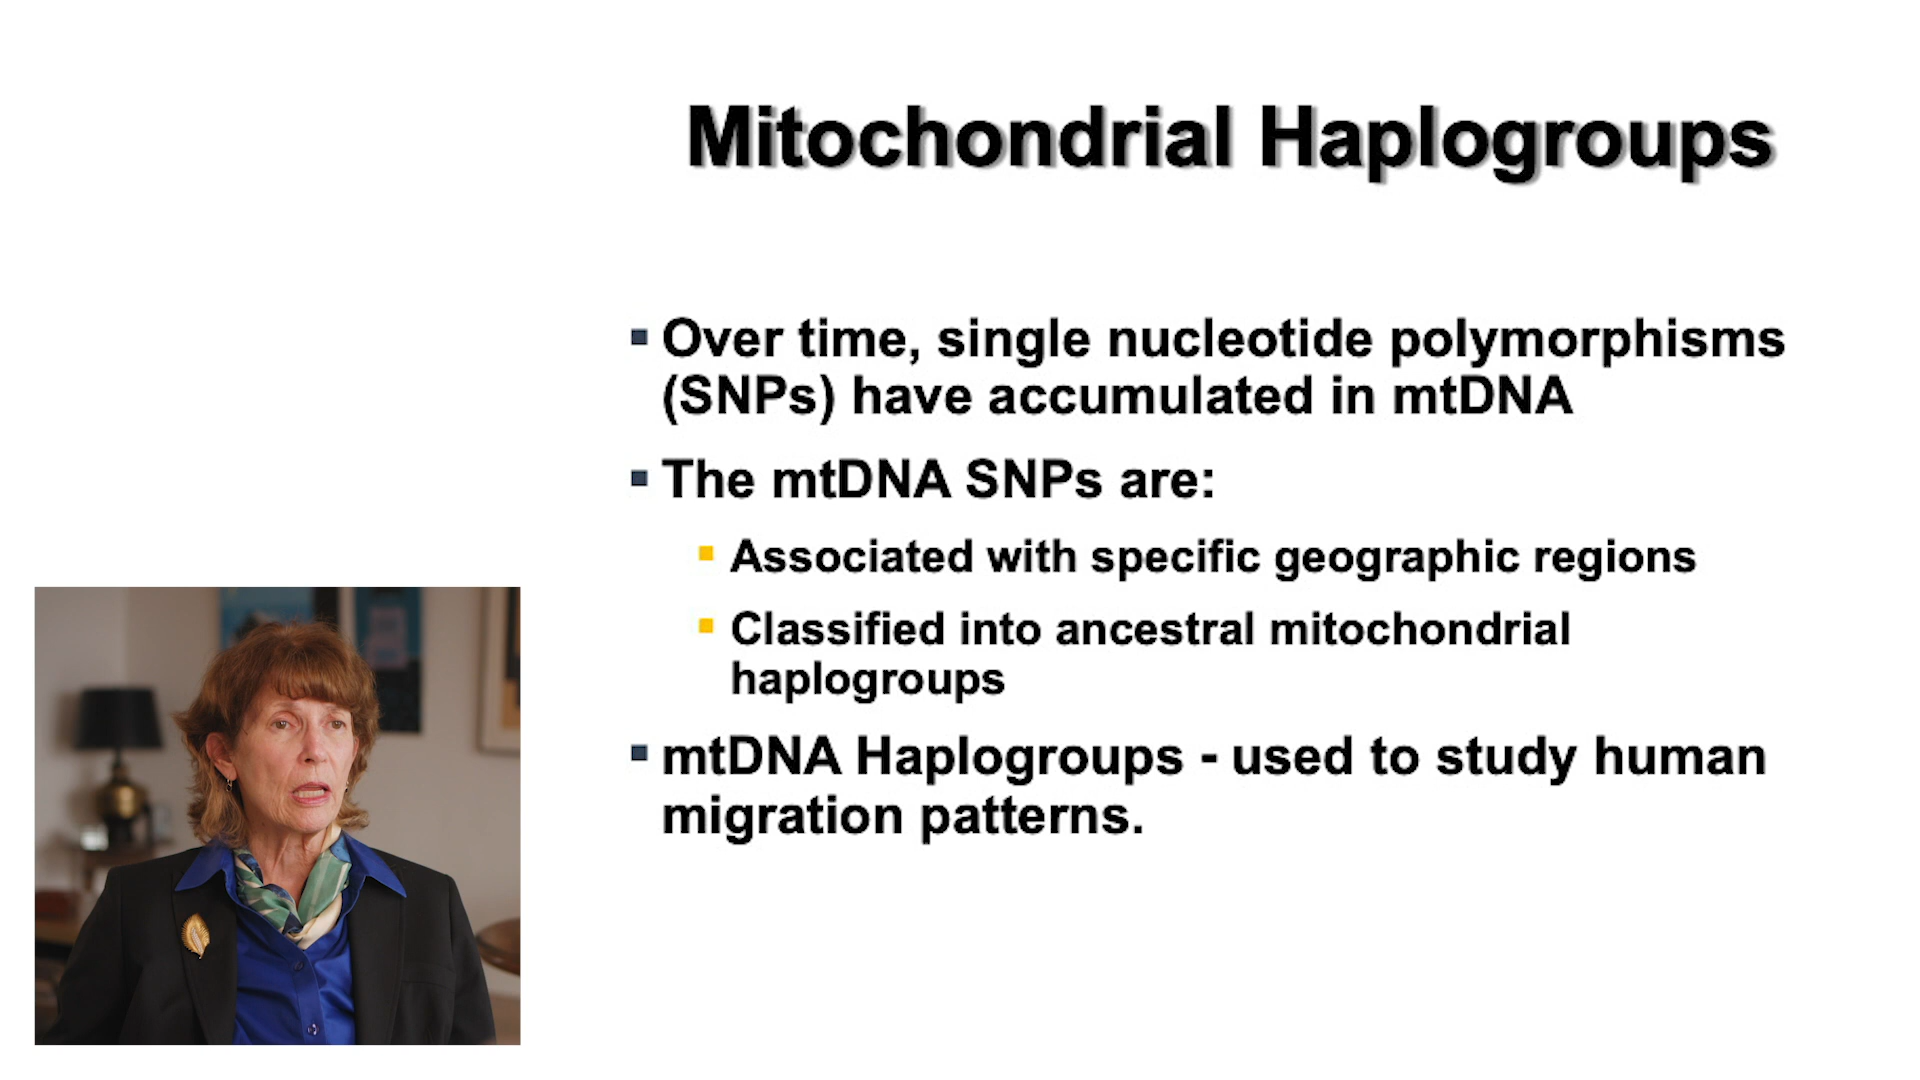 Mitochondrial Haplogroups
Over time, single nucleotide polymorphisms
(SNPs) have accumulated in mtDNA
The mtDNA SNPs are:
Associated with specific geographic regions
Classified into ancestral mitochondrial
haplogroups
mtDNA Haplogroups - used to study human
migration patterns.